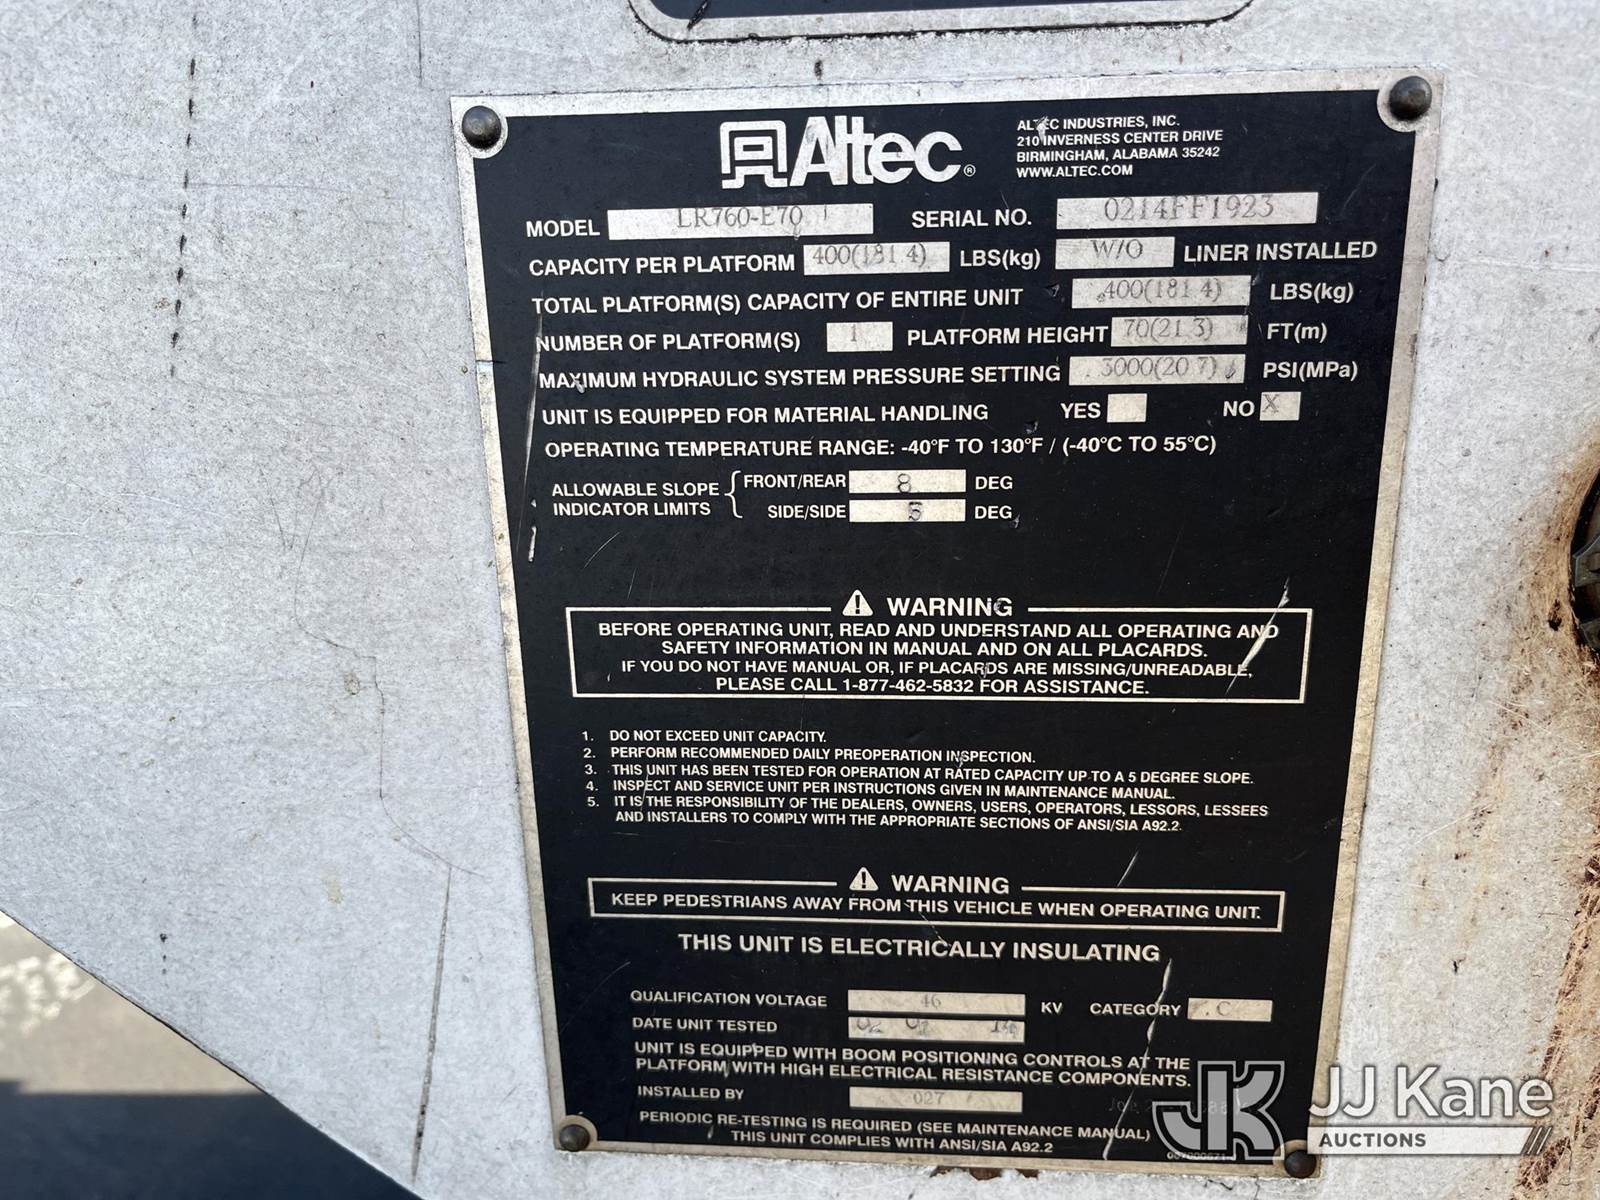 Altec®
ALTEC INDUSTRIES, INC.
210 INVERNESS CENTER DRIVE
BIRMINGHAM, ALABAMA 35242
WWW.ALTEC.COM
MODEL LR760-E70 SERIAL NO. 0214FF1923
CAPACITY PER PLATFORM 400(181.4) LBS(kg) W/O LINER INSTALLED
TOTAL PLATFORM(S) CAPACITY OF ENTIRE UNIT 400(181.4) LBS(kg)
NUMBER OF PLATFORM(S) 1 PLATFORM HEIGHT 70(21.3) FT(m)
MAXIMUM HYDRAULIC SYSTEM PRESSURE SETTING 3000(20.7) PSI(MPa)
UNIT IS EQUIPPED FOR MATERIAL HANDLING YES NO X
OPERATING TEMPERATURE RANGE: -40°F TO 130°F / (-40°C TO 55°C)
ALLOWABLE SLOPE INDICATOR LIMITS
FRONT/REAR 8 DEG
SIDE/SIDE 5 DEG
WARNING
BEFORE OPERATING UNIT, READ AND UNDERSTAND ALL OPERATING AND
SAFETY INFORMATION IN MANUAL AND ON ALL PLACARDS.
IF YOU DO NOT HAVE MANUAL OR, IF PLACARDS ARE MISSING/UNREADABLE,
PLEASE CALL 1-877-462-5832 FOR ASSISTANCE.
1. DO NOT EXCEED UNIT CAPACITY.
2. PERFORM RECOMMENDED DAILY PREOPERATION INSPECTION.
3. THIS UNIT HAS BEEN TESTED FOR OPERATION AT RATED CAPACITY UP TO A 5 DEGREE SLOPE.
4. INSPECT AND SERVICE UNIT PER INSTRUCTIONS GIVEN IN MAINTENANCE MANUAL.
5. IT IS THE RESPONSIBILITY OF THE DEALERS, OWNERS, USERS, OPERATORS, LESSORS, LESSEES
AND INSTALLERS TO COMPLY WITH THE APPROPRIATE SECTIONS OF ANSI/SIA A92.2.
WARNING
KEEP PEDESTRIANS AWAY FROM THIS VEHICLE WHEN OPERATING UNIT.
THIS UNIT IS ELECTRICALLY INSULATING
QUALIFICATION VOLTAGE 46 KV CATEGORY C
DATE UNIT TESTED 02 14
UNIT IS EQUIPPED WITH BOOM POSITIONING CONTROLS AT THE
PLATFORM WITH HIGH ELECTRICAL RESISTANCE COMPONENTS.
INSTALLED BY 027
PERIODIC RE-TESTING IS REQUIRED (SEE MAINTENANCE MANUAL)
THIS UNIT COMPLIES WITH ANSI/SIA A92.2
JK JJ Kane
AUCTIONS